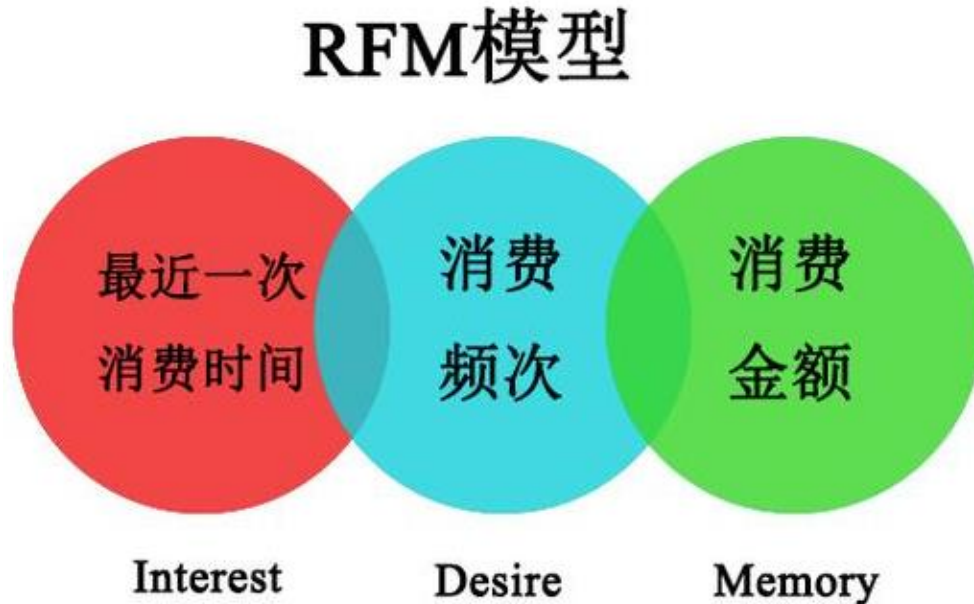 RFM模型
最近一次
消费时间
消费
频次
消费
金额
Interest
Desire
Memory